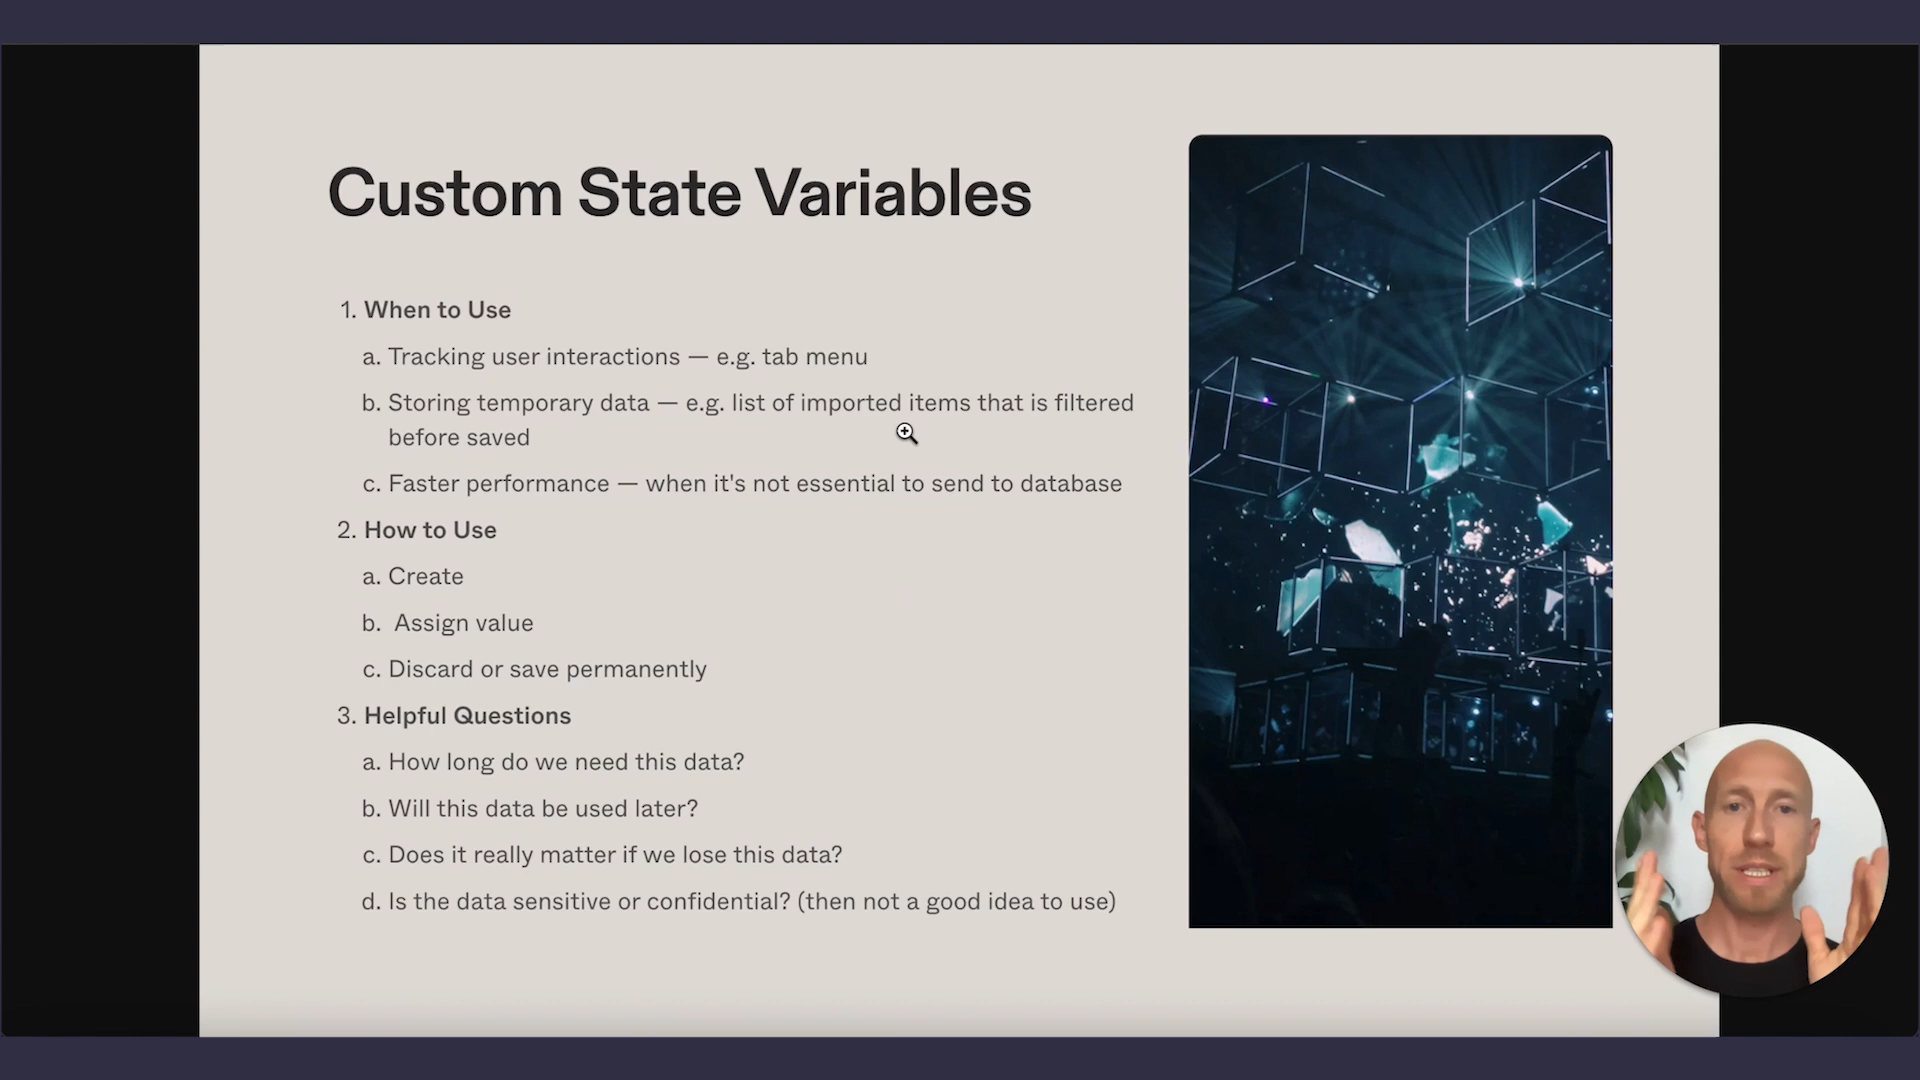 Custom State Variables
1. When to Use
a. Tracking user interactions — e.g. tab menu
b. Storing temporary data — e.g. list of imported items that is filtered
before saved
c. Faster performance — when it's not essential to send to database
2. How to Use
a. Create
b. Assign value
c. Discard or save permanently
3. Helpful Questions
a. How long do we need this data?
b. Will this data be used later?
c. Does it really matter if we lose this data?
d. Is the data sensitive or confidential? (then not a good idea to use)